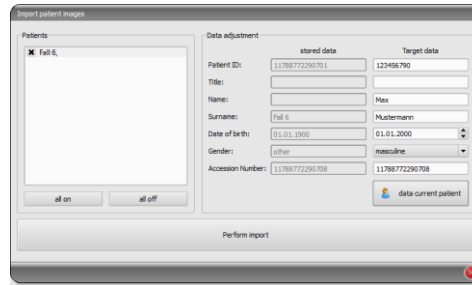 Import patient images
Patients
Fall 6,
all on
all off
Data adjustment
stored data
Target data
Patient ID:
11788772290701
123456790
Title:
Name:
Max
Surname:
Fall 6
Mustermann
Date of birth:
01.01.1900
01.01.2000
Gender:
other
masculine
Accession Number:
11788772290708
11788772290708
data current patient
Perform import